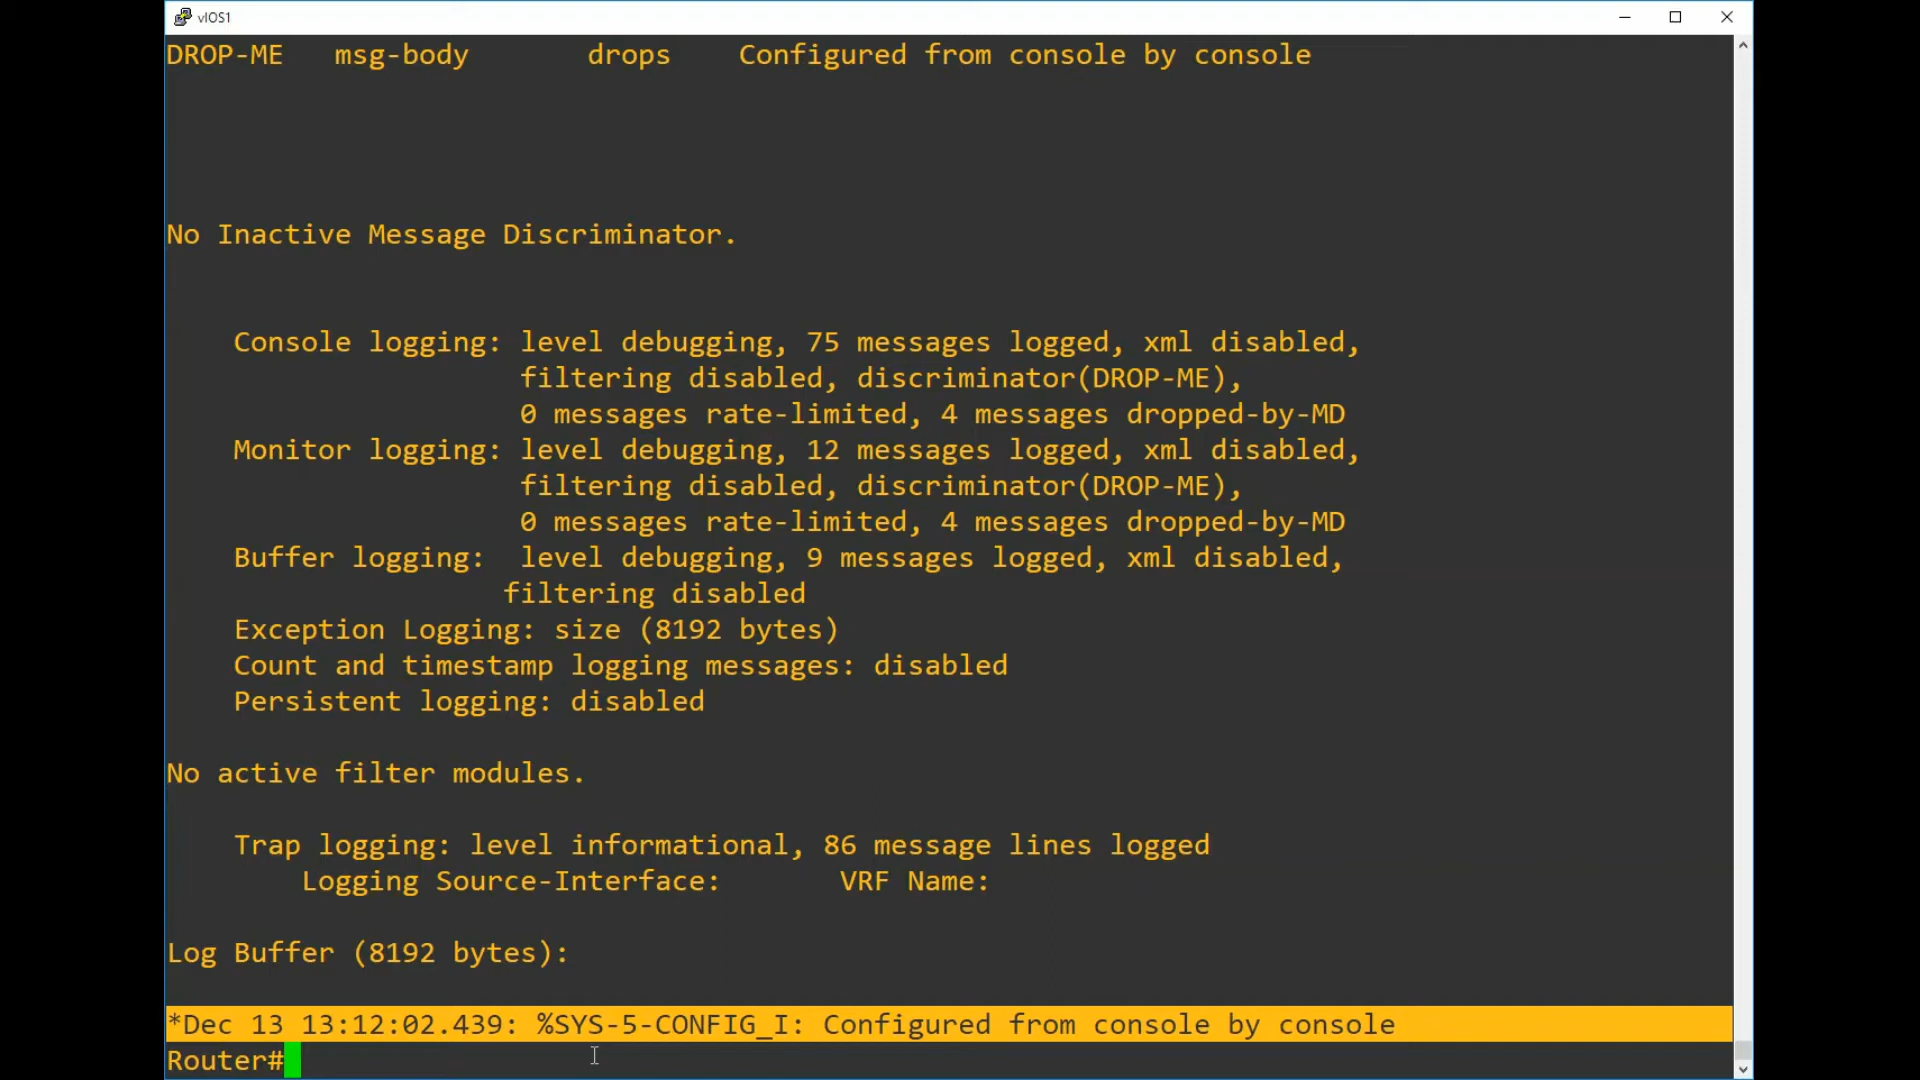 vIOS1
DROP-ME   msg-body       drops    Configured from console by console
No Inactive Message Discriminator.
    Console logging: level debugging, 75 messages logged, xml disabled,
                     filtering disabled, discriminator(DROP-ME),
                     0 messages rate-limited, 4 messages dropped-by-MD
    Monitor logging: level debugging, 12 messages logged, xml disabled,
                     filtering disabled, discriminator(DROP-ME),
                     0 messages rate-limited, 4 messages dropped-by-MD
    Buffer logging:  level debugging, 9 messages logged, xml disabled,
                    filtering disabled
    Exception Logging: size (8192 bytes)
    Count and timestamp logging messages: disabled
    Persistent logging: disabled
No active filter modules.
    Trap logging: level informational, 86 message lines logged
        Logging Source-Interface:       VRF Name:
Log Buffer (8192 bytes):
*Dec 13 13:12:02.439: %SYS-5-CONFIG_I: Configured from console by console
Router#